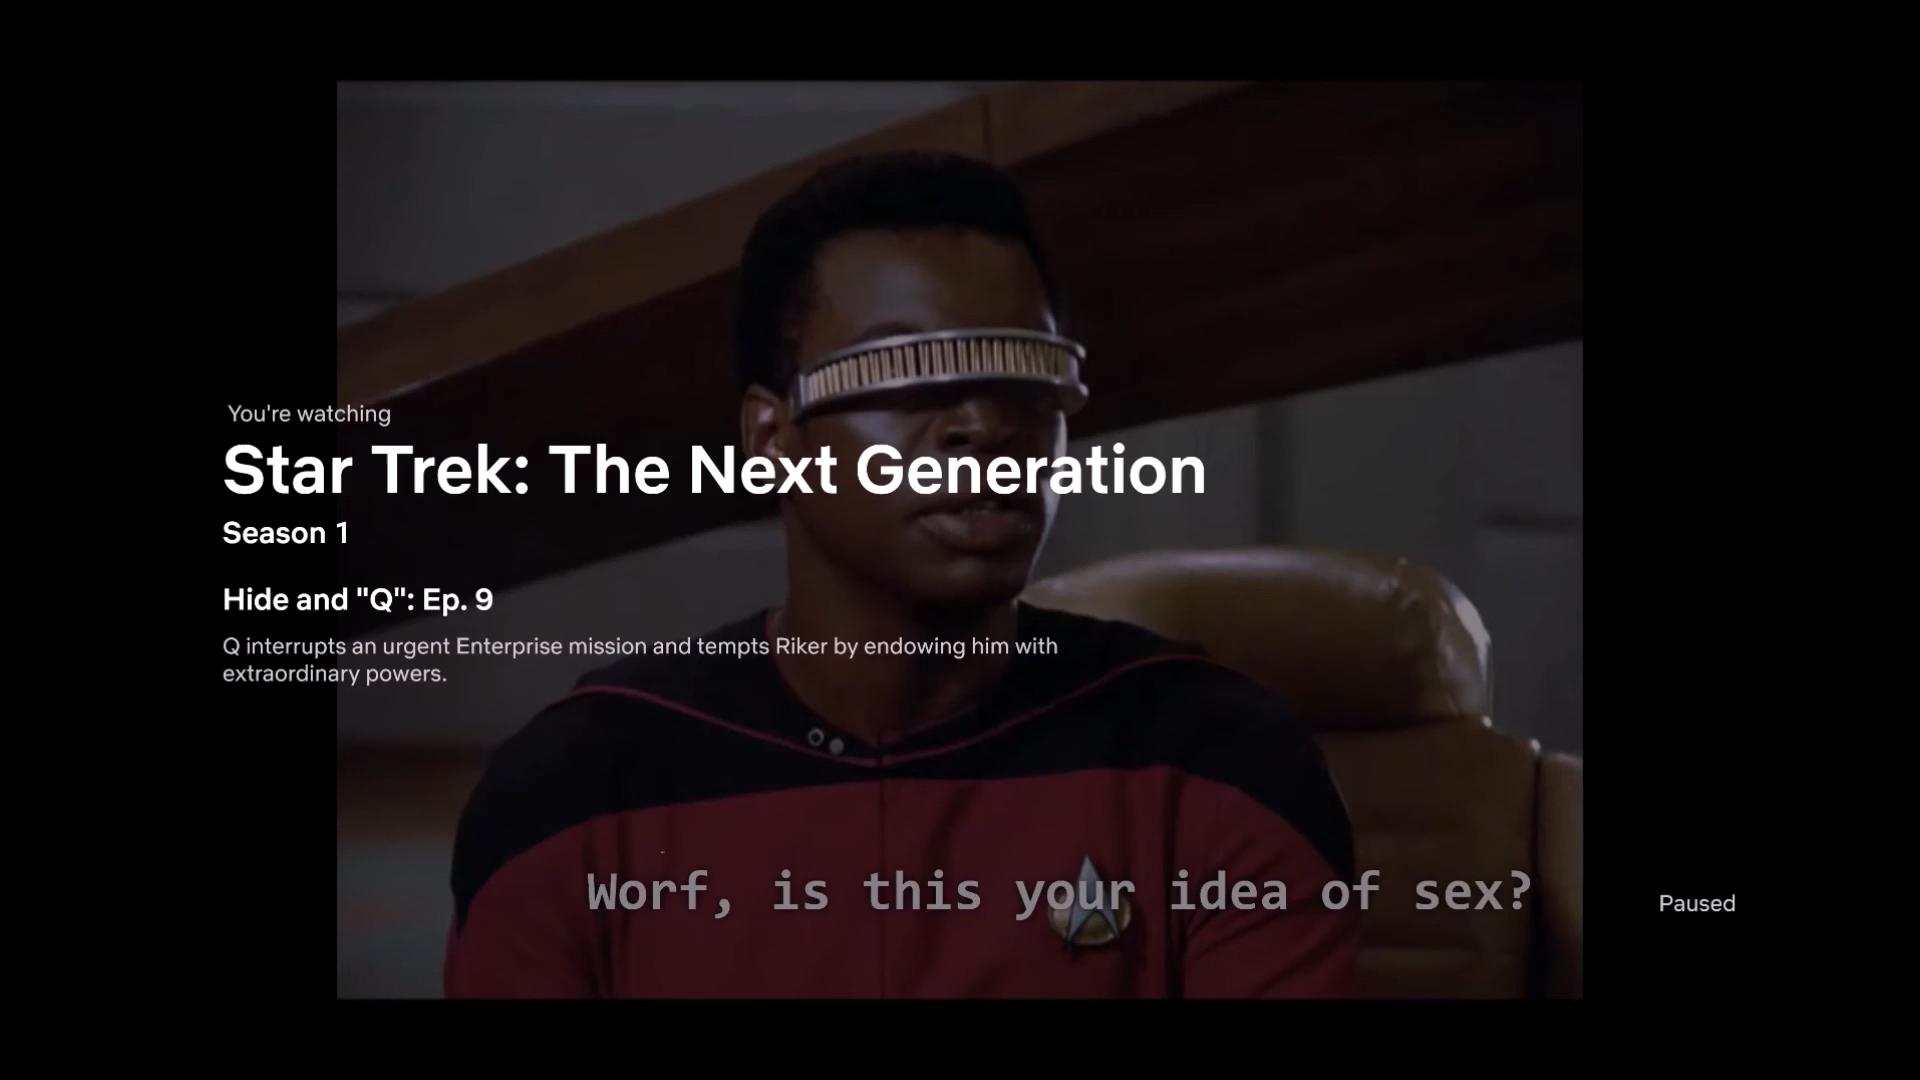 You're watching
Star Trek: The Next Generation
Season 1
Hide and "Q": Ep. 9
Q interrupts an urgent Enterprise mission and tempts Riker by endowing him with
extraordinary powers.
Worf, is this your idea of sex?
Paused